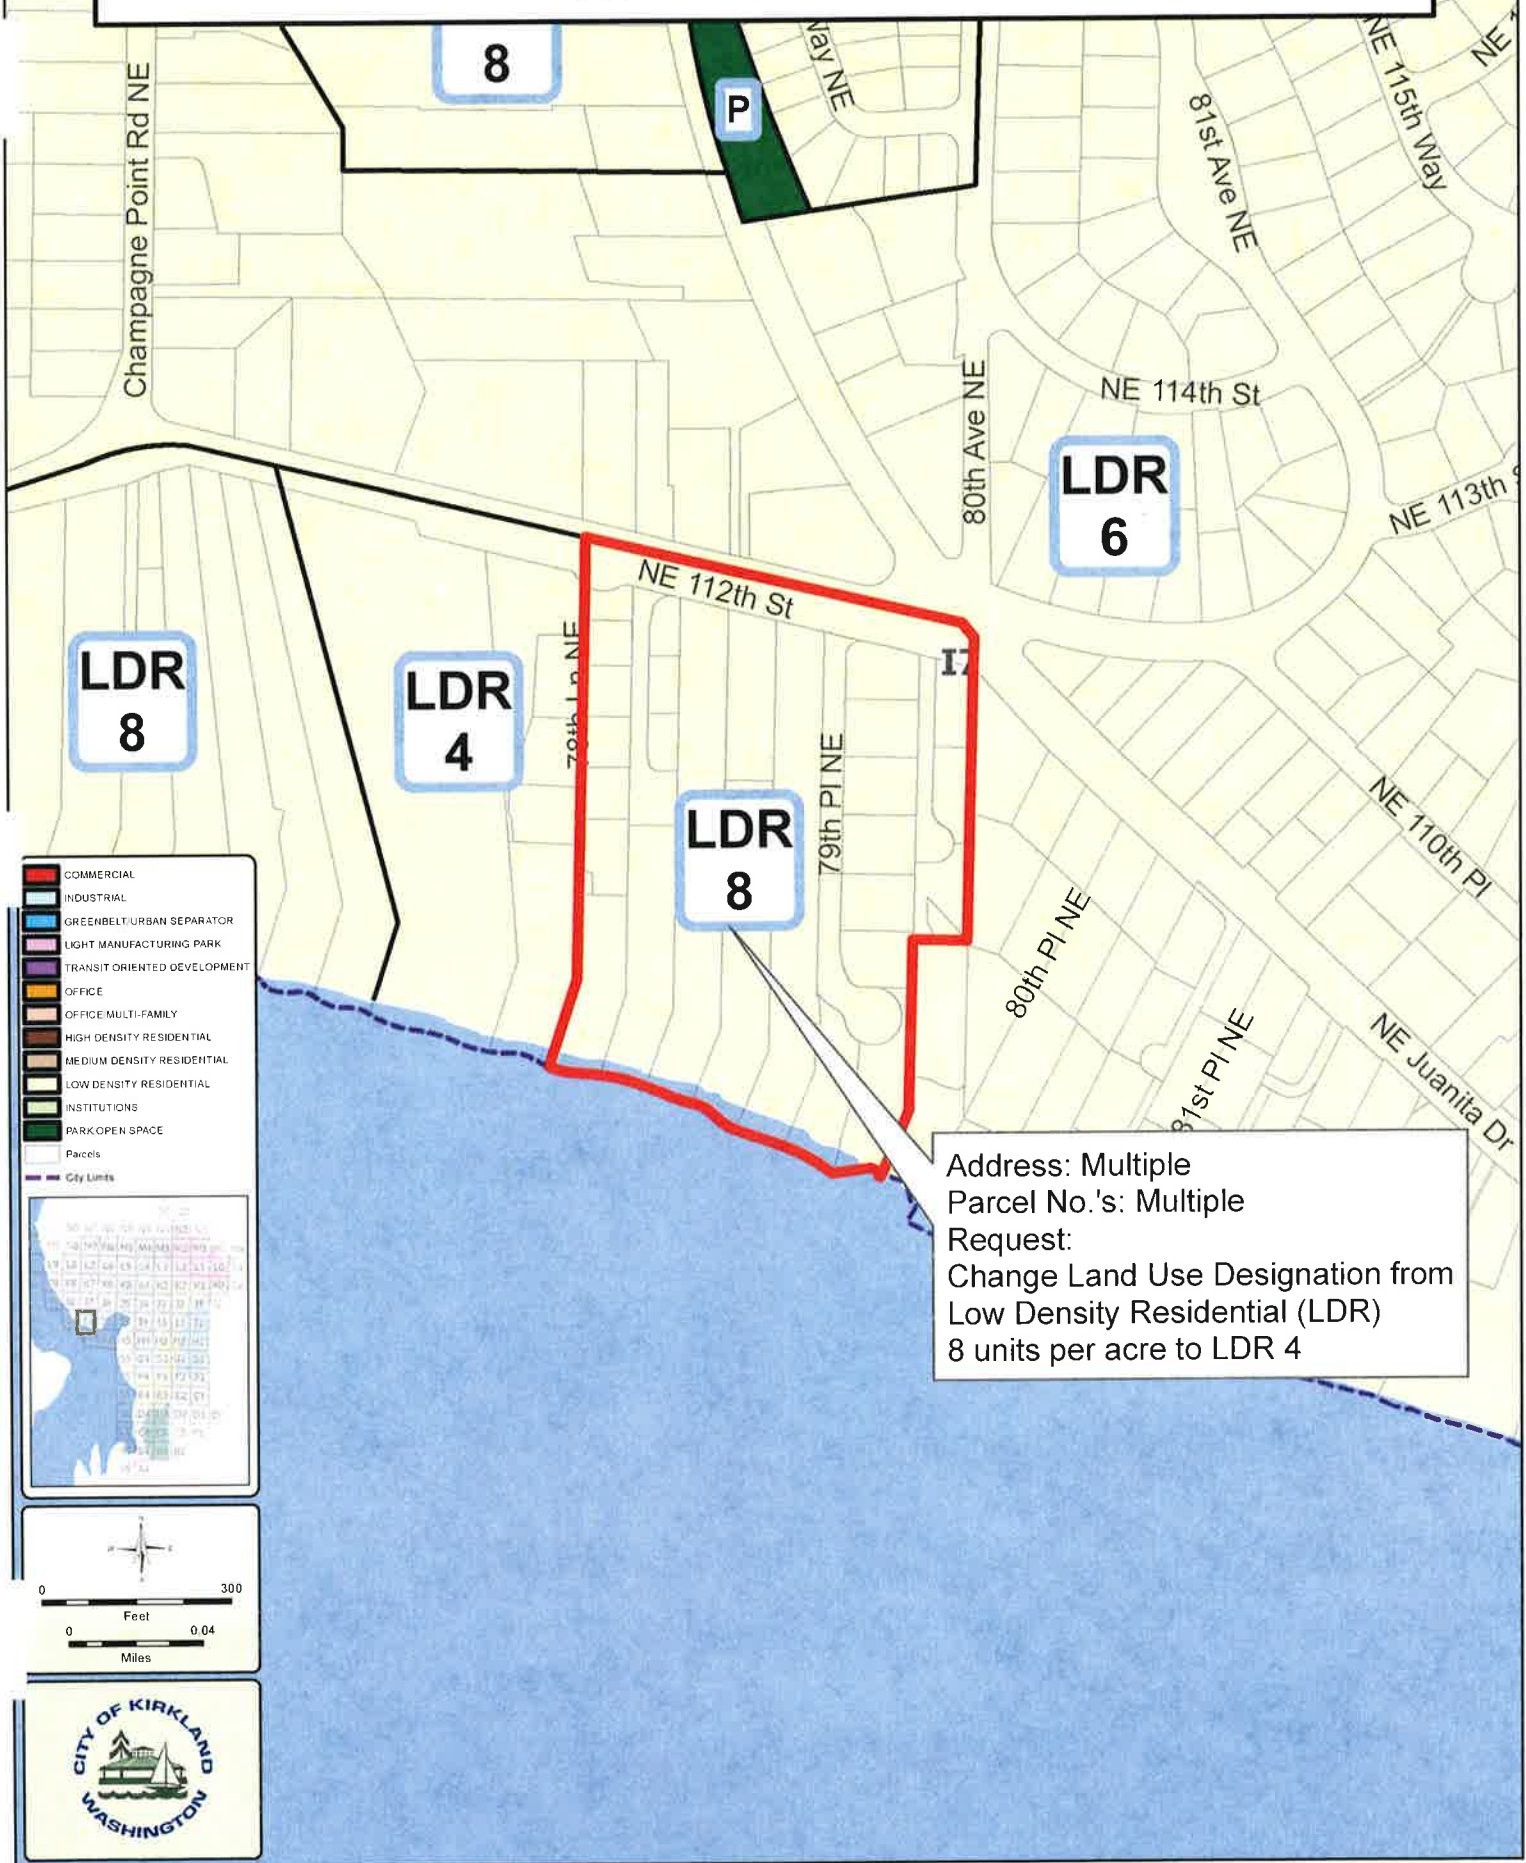 8
P
Way NE
NE 115th Way
NE
81st Ave NE
Champagne Point Rd NE
80th Ave NE
NE 114th St
LDR
6
NE 113th
NE 112th St
I7
LDR
8
LDR
4
78th Ln NE
LDR
8
79th Pl NE
NE 110th Pl
80th Pl NE
81st Pl NE
NE Juanita Dr
COMMERCIAL
INDUSTRIAL
GREENBELT/URBAN SEPARATOR
LIGHT MANUFACTURING PARK
TRANSIT ORIENTED DEVELOPMENT
OFFICE
OFFICE/MULTI-FAMILY
HIGH DENSITY RESIDENTIAL
MEDIUM DENSITY RESIDENTIAL
LOW DENSITY RESIDENTIAL
INSTITUTIONS
PARK/OPEN SPACE
Parcels
City Limits
Address: Multiple
Parcel No.'s: Multiple
Request:
Change Land Use Designation from
Low Density Residential (LDR)
8 units per acre to LDR 4
0 300
Feet
0 0.04
Miles
CITY OF KIRKLAND
WASHINGTON